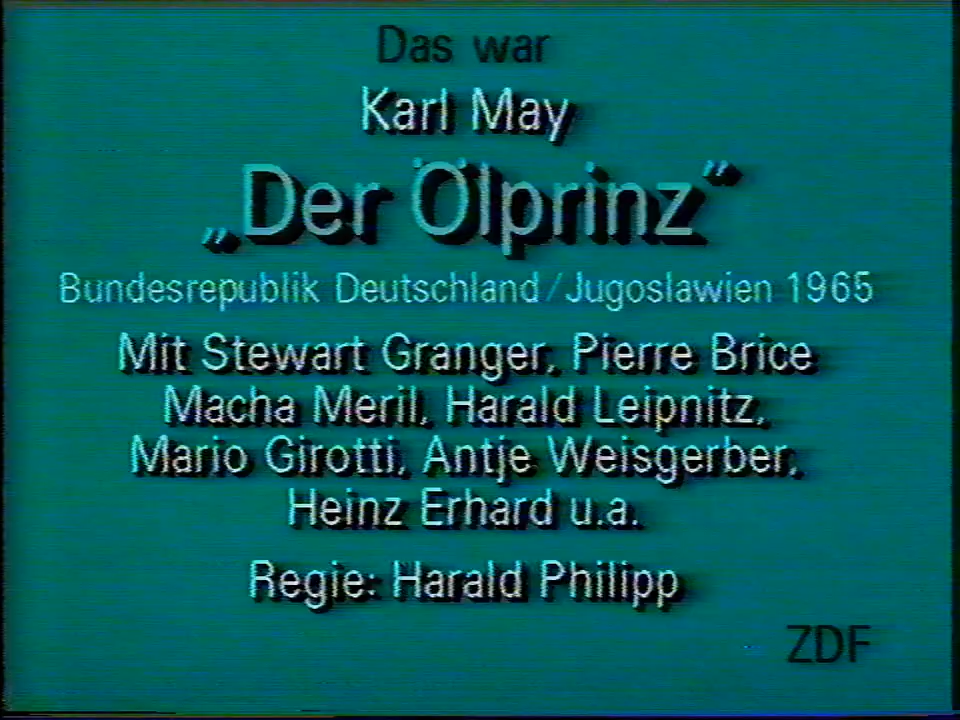 Das war
Karl May
„Der Ölprinz“
Bundesrepublik Deutschland/Jugoslawien 1965
Mit Stewart Granger, Pierre Brice
Macha Meril, Harald Leipnitz,
Mario Girotti, Antje Weisgerber,
Heinz Erhard u.a.
Regie: Harald Philipp
ZDF